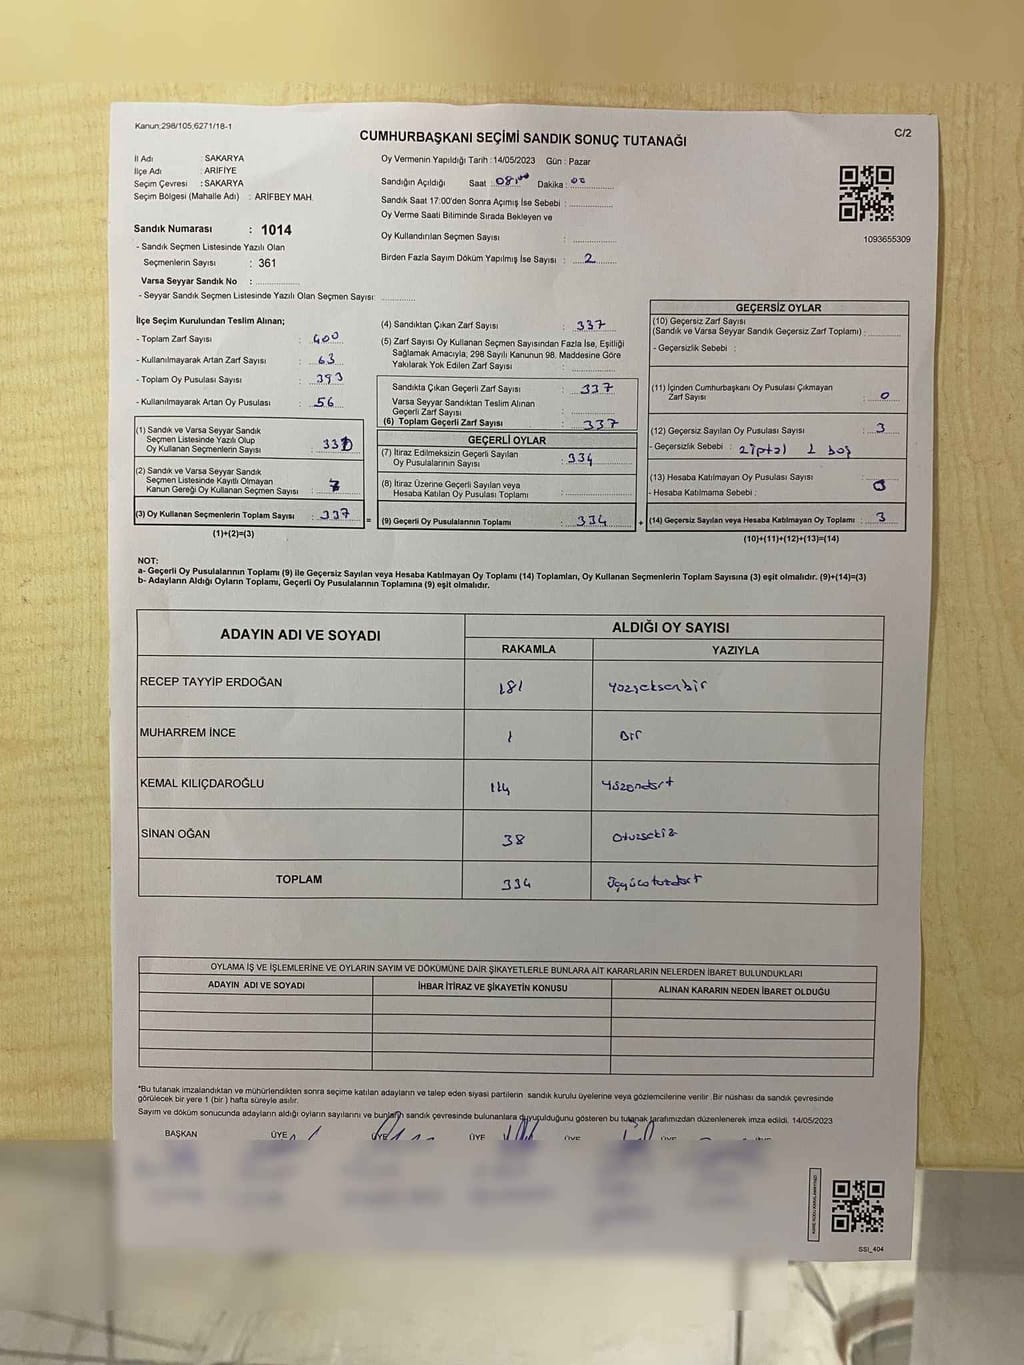 Kanun:298/105,6271/18-1
C/2
CUMHURBAŞKANI SEÇİMİ SANDIK SONUÇ TUTANAĞI
İl Adı : SAKARYA
İlçe Adı : ARİFİYE
Seçim Çevresi : SAKARYA
Seçim Bölgesi (Mahalle Adı) : ARİFBEY MAH.
Sandık Numarası : 1014
- Sandık Seçmen Listesinde Yazılı Olan
Seçmenlerin Sayısı : 361
Varsa Seyyar Sandık No :
- Seyyar Sandık Seçmen Listesinde Yazılı Olan Seçmen Sayısı:
Oy Vermenin Yapıldığı Tarih : 14/05/2023 Gün : Pazar
Sandığın Açıldığı Saat : 08:00 Dakika : 00
Sandık Saat 17:00'den Sonra Açımış İse Sebebi :
Oy Verme Saati Bitiminde Sırada Bekleyen ve
Oy Kullandırılan Seçmen Sayısı :
Birden Fazla Sayım Döküm Yapılmış İse Sayısı : 2
1093655309
İlçe Seçim Kurulundan Teslim Alınan;
- Toplam Zarf Sayısı : 400
- Kullanılmayarak Artan Zarf Sayısı : 63
- Toplam Oy Pusulası Sayısı : 393
- Kullanılmayarak Artan Oy Pusulası : 56
(1) Sandık ve Varsa Seyyar Sandık
Seçmen Listesinde Yazılı Olup
Oy Kullanan Seçmenlerin Sayısı :
(2) Sandık ve Varsa Seyyar Sandık
Seçmen Listesinde Kayıtlı Olmayan
Kanun Gereği Oy Kullanan Seçmen Sayısı :
(3) Oy Kullanan Seçmenlerin Toplam Sayısı : 337
(1)+(2)=(3)
(4) Sandıktan Çıkan Zarf Sayısı : 337
(5) Zarf Sayısı Oy Kullanan Seçmen Sayısından Fazla İse, Eşitliği
Sağlamak Amacıyla, 298 Sayılı Kanunun 98. Maddesine Göre
Yakılarak Yok Edilen Zarf Sayısı :
Sandıkta Çıkan Geçerli Zarf Sayısı : 337
Varsa Seyyar Sandıktan Teslim Alınan
Geçerli Zarf Sayısı :
(6) Toplam Geçerli Zarf Sayısı : 337
GEÇERLİ OYLAR
(7) İtiraz Edilmeksizin Geçerli Sayılan
Oy Pusulalarının Sayısı : 334
(8) İtiraz Üzerine Geçerli Sayılan veya
Hesaba Katılan Oy Pusulası Toplamı :
= (9) Geçerli Oy Pusulalarının Toplamı : 334
GEÇERSİZ OYLAR
(10) Geçersiz Zarf Sayısı
(Sandık ve Varsa Seyyar Sandık Geçersiz Zarf Toplamı) :
- Geçersizlik Sebebi :
(11) İçinden Cumhurbaşkanı Oy Pusulası Çıkmayan
Zarf Sayısı : 0
(12) Geçersiz Sayılan Oy Pusulası Sayısı : 3
- Geçersizlik Sebebi : 2 iptal 1 boş
(13) Hesaba Katılmayan Oy Pusulası Sayısı : 0
- Hesaba Katılmama Sebebi :
+ (14) Geçersiz Sayılan veya Hesaba Katılmayan Oy Toplamı : 3
(10)+(11)+(12)+(13)=(14)
NOT:
a- Geçerli Oy Pusulalarının Toplamı (9) ile Geçersiz Sayılan veya Hesaba Katılmayan Oy Toplamı (14) Toplamları, Oy Kullanan Seçmenlerin Toplam Sayısına (3) eşit olmalıdır. (9)+(14)=(3)
b- Adayların Aldığı Oyların Toplamı, Geçerli Oy Pusulalarının Toplamına (9) eşit olmalıdır.
ADAYIN ADI VE SOYADI
ALDIĞI OY SAYISI
RAKAMLA YAZIYLA
RECEP TAYYİP ERDOĞAN 181 Yüzseksenbir
MUHARREM İNCE 1 Bir
KEMAL KILIÇDAROĞLU 114 Yüzondört
SİNAN OĞAN 38 Otuzsekiz
TOPLAM 334 Üçyüzotuzdört
OYLAMA İŞ VE İŞLEMLERİNE VE OYLARIN SAYIM VE DÖKÜMÜNE DAİR ŞİKAYETLERLE BUNLARA AİT KARARLARIN NELERDEN İBARET BULUNDUKLARI
ADAYIN ADI VE SOYADI İHBAR İTİRAZ VE ŞİKAYETİN KONUSU ALINAN KARARIN NEDEN İBARET OLDUĞU
*Bu tutanak imzalandıktan ve mühürlendikten sonra seçime katılan adayların ve talep eden siyasi partilerin sandık kurulu üyelerine veya gözlemcilerine verilir. Bir nüshası da sandık çevresinde
görülecek bir yere 1 (bir ) hafta süreyle asılır.
Sayım ve döküm sonucunda adayların aldığı oyların sayılarını ve bunların sandık çevresinde bulunanlara duyurulduğunu gösteren bu tutanak tarafımızdan düzenlenerek imza edildi. 14/05/2023
BAŞKAN ÜYE ÜYE ÜYE ÜYE ÜYE
SSİ_404